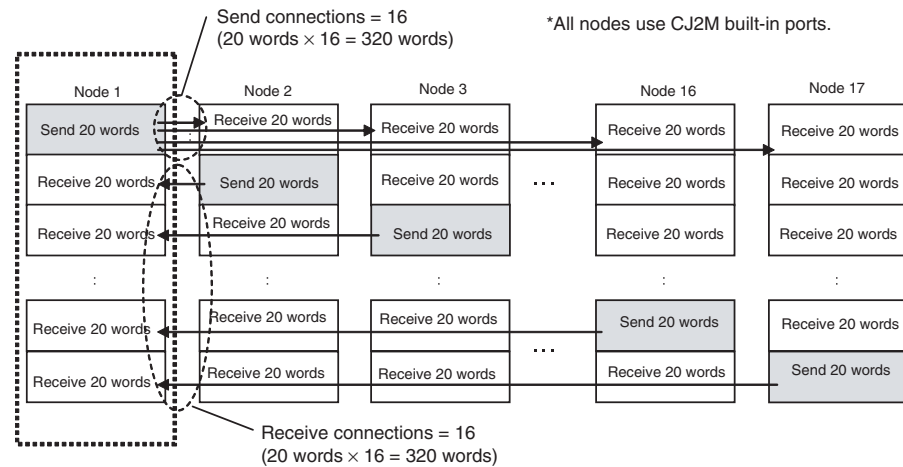 Send connections = 16
(20 words × 16 = 320 words)
*All nodes use CJ2M built-in ports.
Node 1
Node 2
Node 3
Node 16
Node 17
Send 20 words
Receive 20 words
Receive 20 words
Receive 20 words
Receive 20 words
:
Receive 20 words
Send 20 words
Receive 20 words
...
Receive 20 words
Receive 20 words
Receive 20 words
Receive 20 words
Send 20 words
Receive 20 words
Receive 20 words
:
:
:
:
:
Receive 20 words
Receive 20 words
Receive 20 words
Send 20 words
Receive 20 words
...
Receive 20 words
Receive 20 words
Receive 20 words
Receive 20 words
Send 20 words
Receive connections = 16
(20 words × 16 = 320 words)